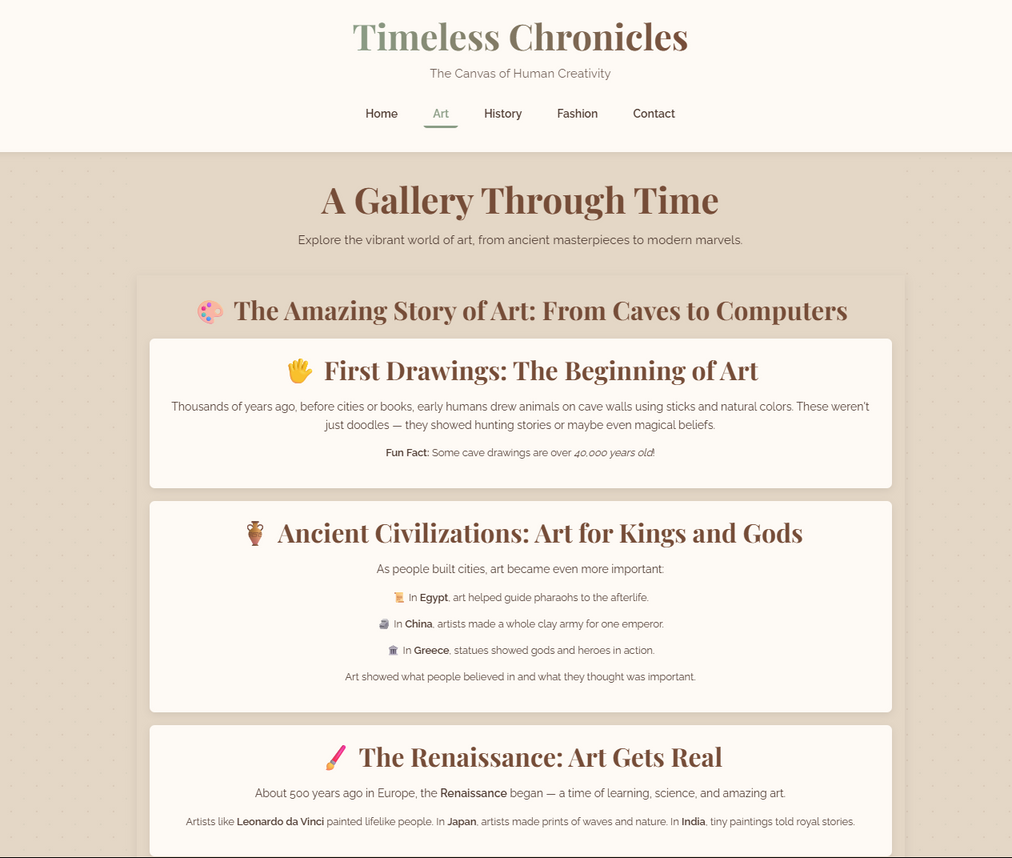 Timeless Chronicles
The Canvas of Human Creativity
Home Art History Fashion Contact
A Gallery Through Time
Explore the vibrant world of art, from ancient masterpieces to modern marvels.
The Amazing Story of Art: From Caves to Computers
First Drawings: The Beginning of Art
Thousands of years ago, before cities or books, early humans drew animals on cave walls using sticks and natural colors. These weren't
just doodles — they showed hunting stories or maybe even magical beliefs.
Fun Fact: Some cave drawings are over 40,000 years old!
Ancient Civilizations: Art for Kings and Gods
As people built cities, art became even more important:
In Egypt, art helped guide pharaohs to the afterlife.
In China, artists made a whole clay army for one emperor.
In Greece, statues showed gods and heroes in action.
Art showed what people believed in and what they thought was important.
The Renaissance: Art Gets Real
About 500 years ago in Europe, the Renaissance began — a time of learning, science, and amazing art.
Artists like Leonardo da Vinci painted lifelike people. In Japan, artists made prints of waves and nature. In India, tiny paintings told royal stories.